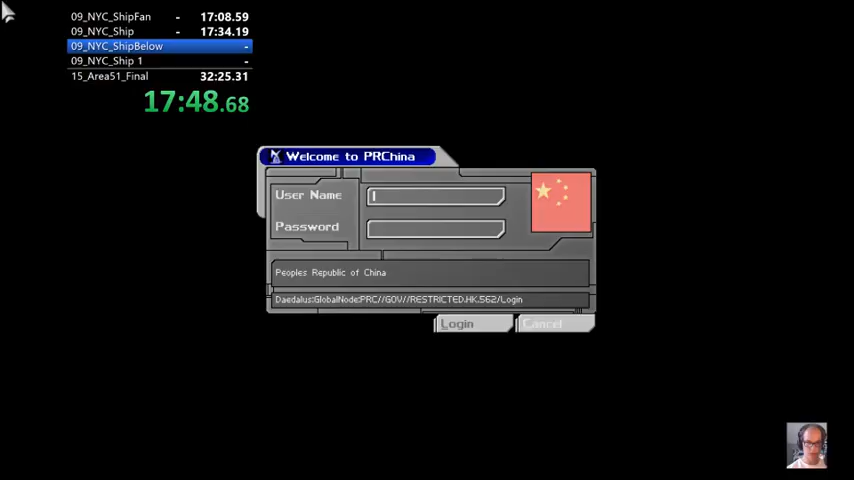 09_NYC_ShipFan - 17:08.59
09_NYC_Ship - 17:34.19
09_NYC_ShipBelow -
09_NYC_Ship 1 -
15_Area51_Final 32:25.31
17:48.68
Welcome to PRChina
User Name
Password
Peoples Republic of China
Daedalus:GlobalNode:PRC//GOV//RESTRICTED.HK.562/Login
Login Cancel